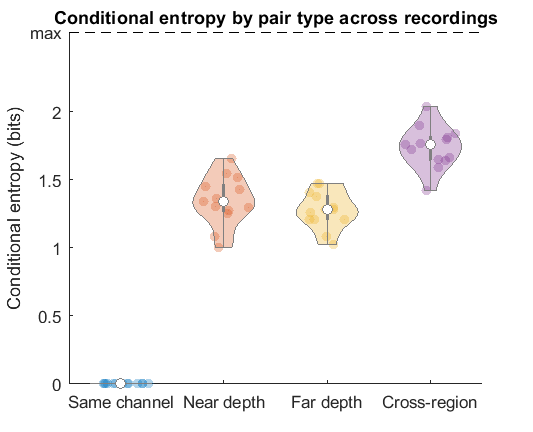 Conditional entropy by pair type across recordings
max
2
1.5
1
0.5
0
Conditional entropy (bits)
Same channel Near depth Far depth Cross-region